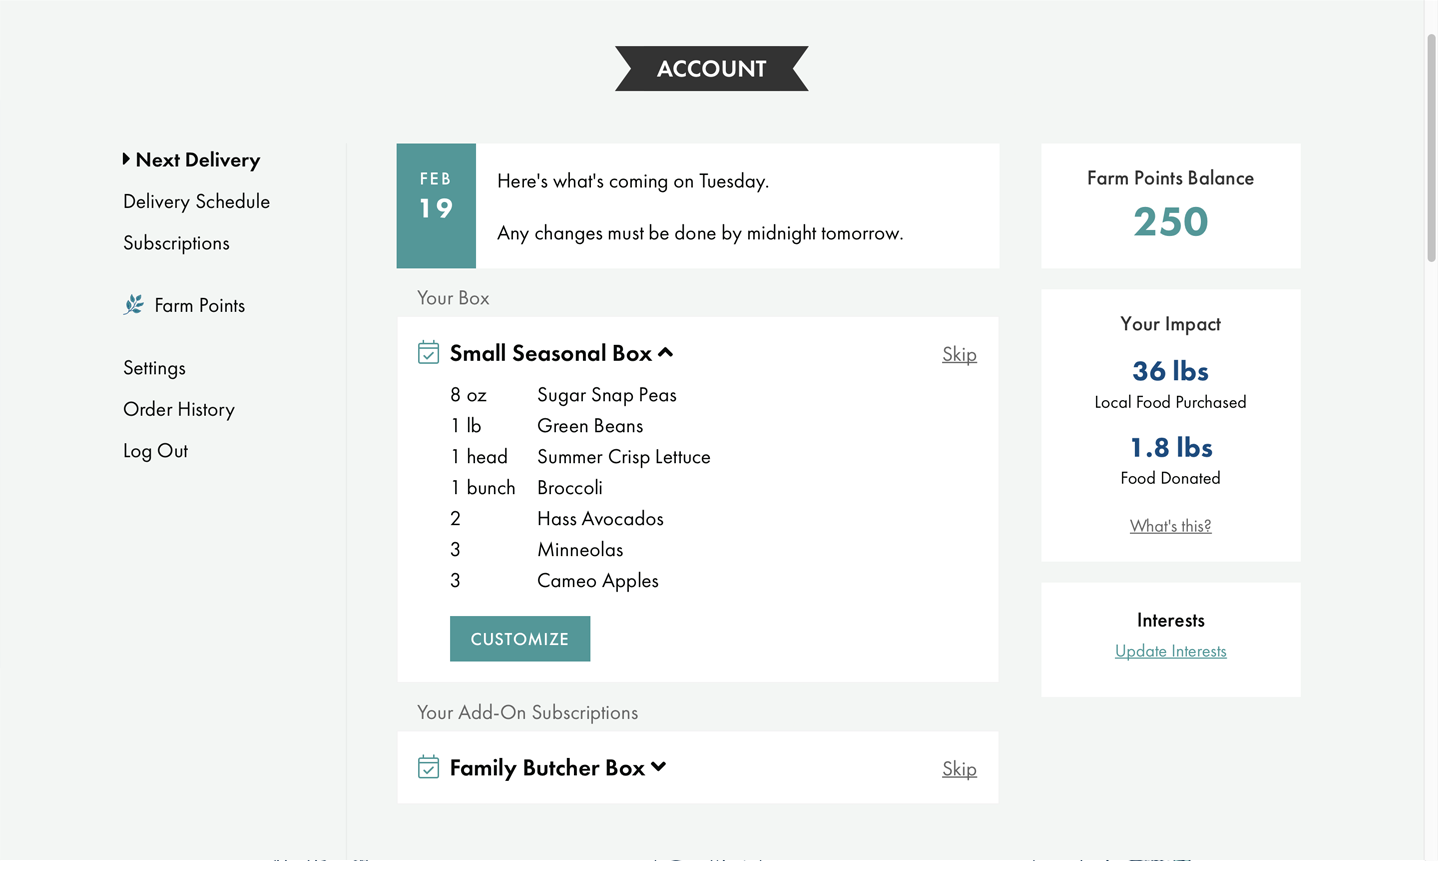 ACCOUNT
Next Delivery
Delivery Schedule
Subscriptions
Farm Points
Settings
Order History
Log Out
FEB
19
Here's what's coming on Tuesday.
Any changes must be done by midnight tomorrow.
Your Box
Small Seasonal Box
Skip
8 oz Sugar Snap Peas
1 lb Green Beans
1 head Summer Crisp Lettuce
1 bunch Broccoli
2 Hass Avocados
3 Minneolas
3 Cameo Apples
CUSTOMIZE
Your Add-On Subscriptions
Family Butcher Box
Skip
Farm Points Balance
250
Your Impact
36 lbs
Local Food Purchased
1.8 lbs
Food Donated
What's this?
Interests
Update Interests